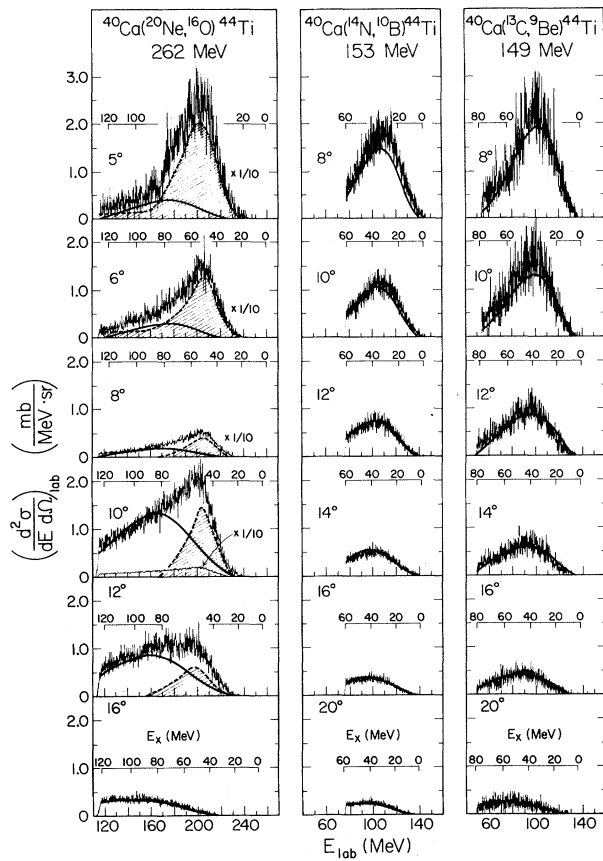 ⁴⁰Ca(²⁰Ne,¹⁶O) ⁴⁴Ti
262 MeV
⁴⁰Ca(¹⁴N,¹⁰B)⁴⁴Ti
153 MeV
⁴⁰Ca(¹³C,⁹Be)⁴⁴Ti
149 MeV
3.0
2.0
1.0
0
120 100 20 0
5°
x 1/10
60 20 0
8°
80 60 20 0
8°
2.0
1.0
0
120 100 80 60 40 20 0
6°
x 1/10
60 40 20 0
10°
80 60 40 20 0
10°
1.0
0
120 100 80 60 40 20 0
8°
x 1/10
60 40 20 0
12°
80 60 40 20 0
12°
2.0
1.0
0
120 100 80 60 40 20 0
10°
x 1/10
60 40 20 0
14°
80 60 40 20 0
14°
2.0
1.0
0
12°
120 100 80 60 40 20 0
16°
60 40 20 0
80 60 40 20 0
16°
2.0
1.0
0
16°
Eₓ (MeV)
120 100 80 60 40 20 0
20°
Eₓ (MeV)
60 40 20 0
20°
Eₓ (MeV)
80 60 40 20 0
120 160 200 240
60 100 140
60 100 140
E_lab (MeV)
(d²σ/dE dΩ)_lab (mb/MeV·sr)